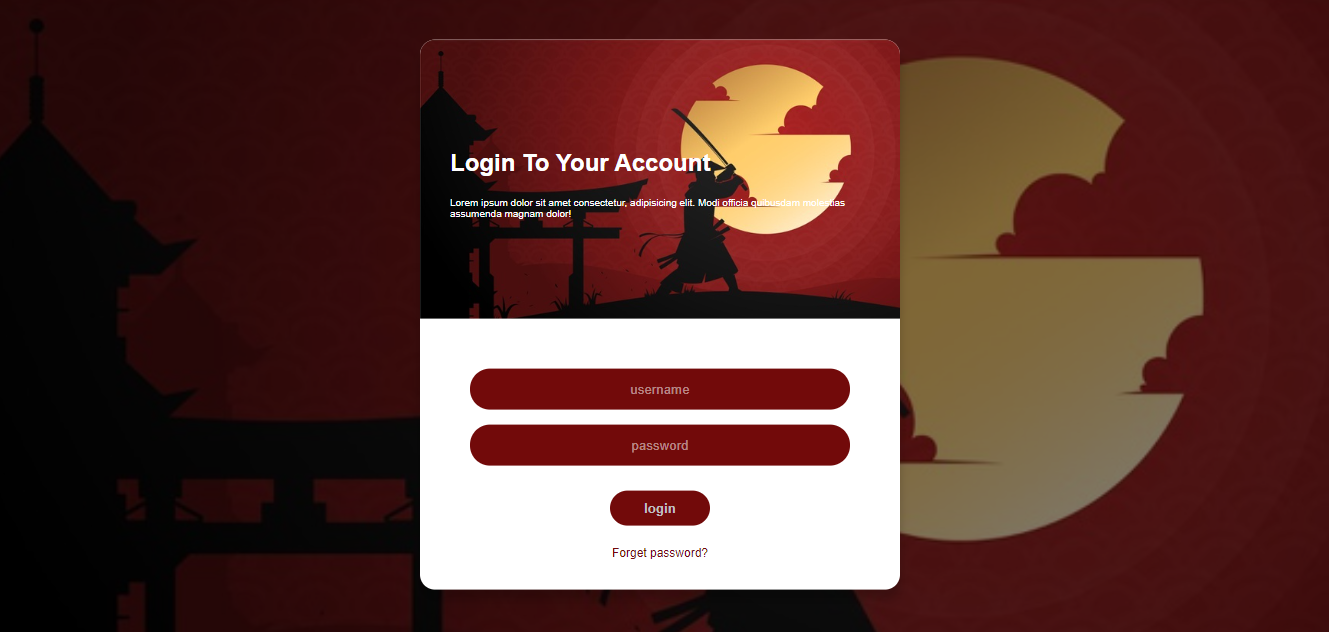 Login To Your Account
Lorem ipsum dolor sit amet consectetur, adipisicing elit. Modi officia quibusdam molestias
assumenda magnam dolor!
username
password
login
Forget password?